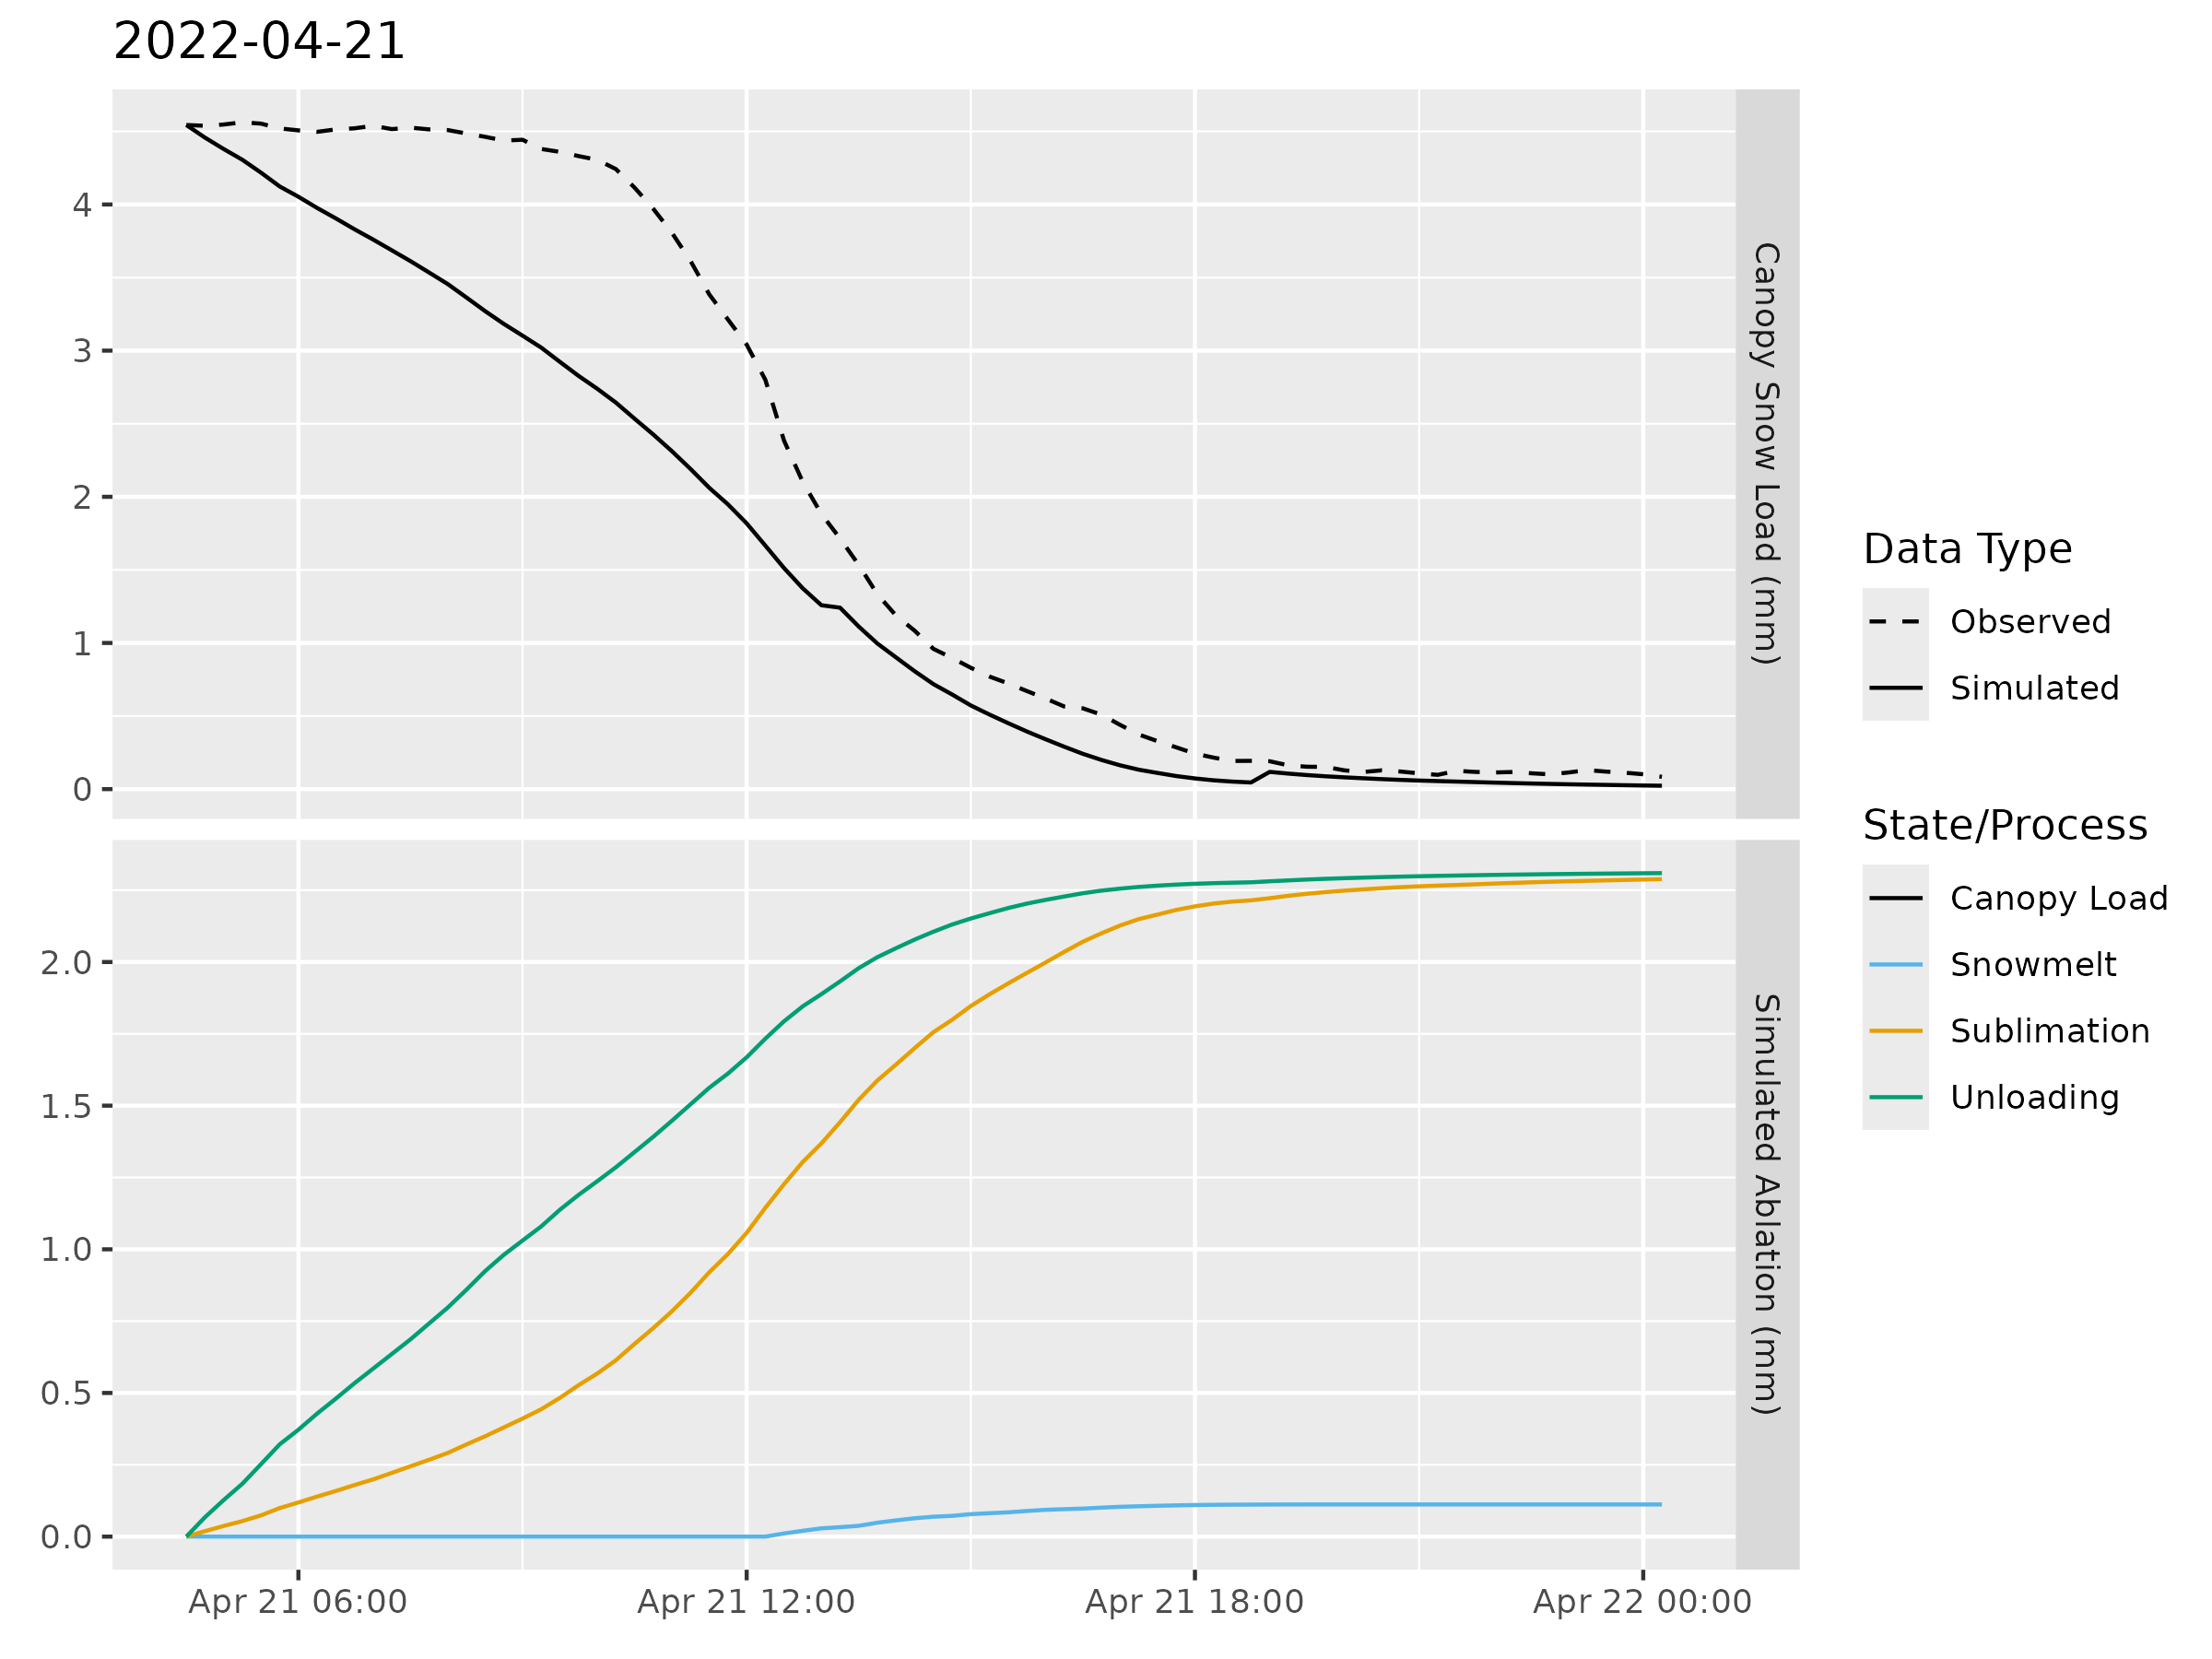 2022-04-21
4
3
2
1
0
Canopy Snow Load (mm)
2.0
1.5
1.0
0.5
0.0
Simulated Ablation (mm)
Apr 21 06:00
Apr 21 12:00
Apr 21 18:00
Apr 22 00:00
Data Type
Observed
Simulated
State/Process
Canopy Load
Snowmelt
Sublimation
Unloading